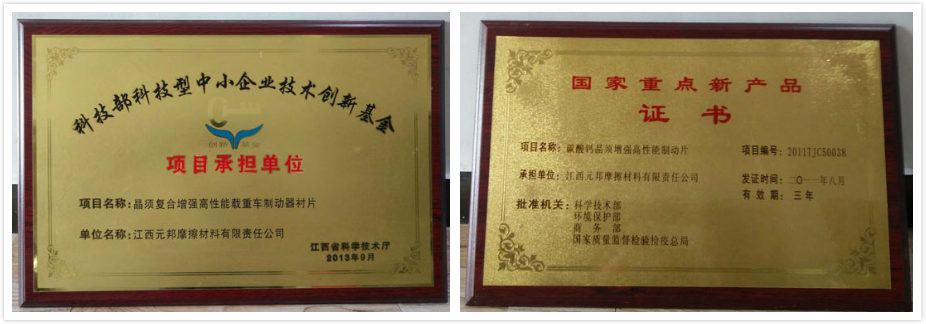 科技部科技型中小企业技术创新基金
创新 基金
项目承担单位
项目名称:晶须复合增强高性能载重车制动器衬片
单位名称:江西元邦摩擦材料有限责任公司
江西省科学技术厅
2013年9月
国家重点新产品
证书
项目名称:碳酸钙晶须增强高性能制动片
项目编号:2011TJC50038
承担单位:江西元邦摩擦材料有限责任公司
发证时间:二〇一一年八月
有效期:三年
批准机关:科学技术部
环境保护部
商务部
国家质量监督检验检疫总局